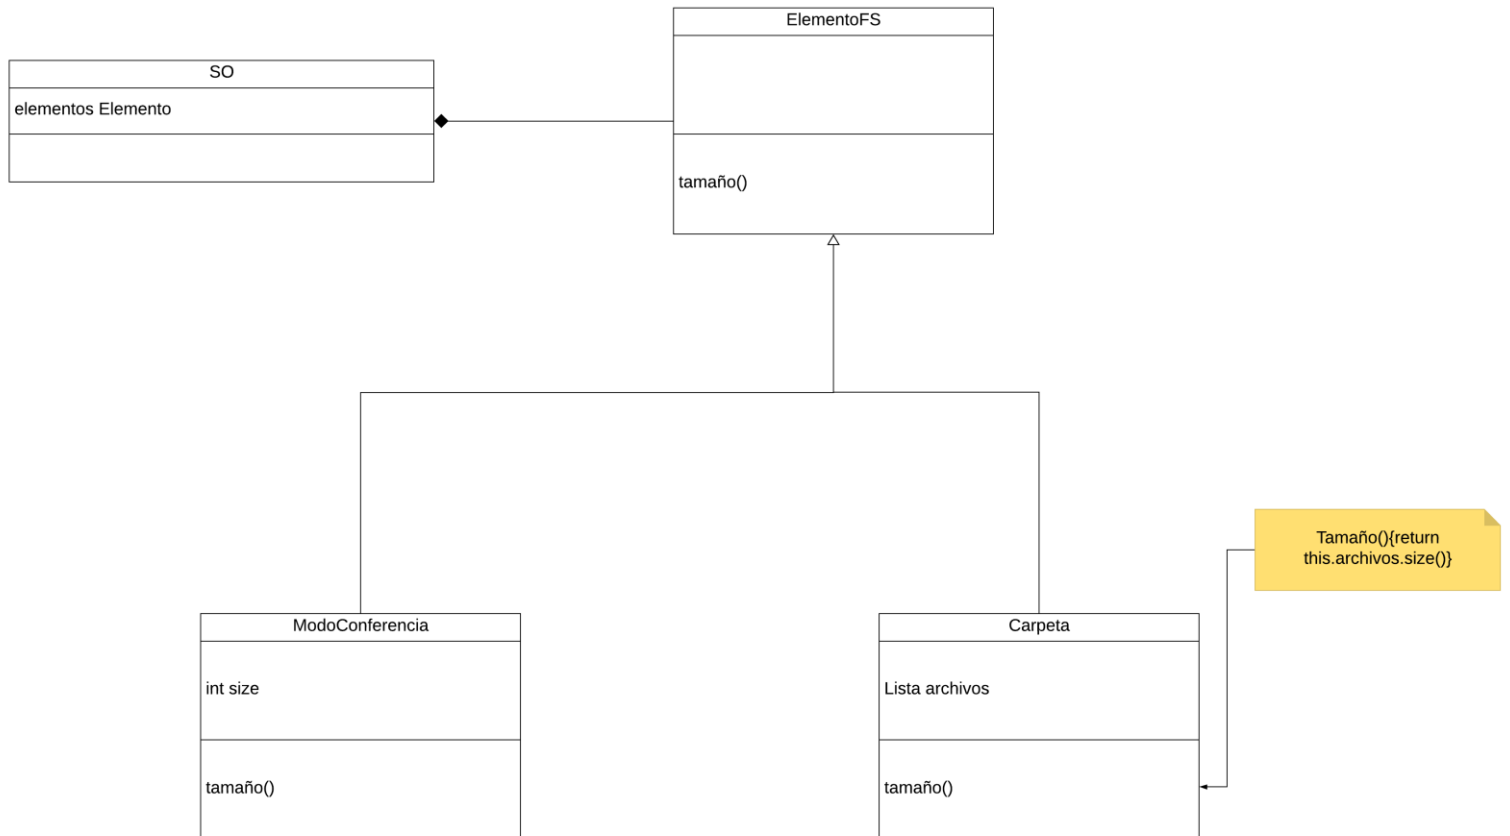 ElementoFS
SO
elementos Elemento
tamaño()
Tamaño(){return
this.archivos.size()}
ModoConferencia
int size
tamaño()
Carpeta
Lista archivos
tamaño()